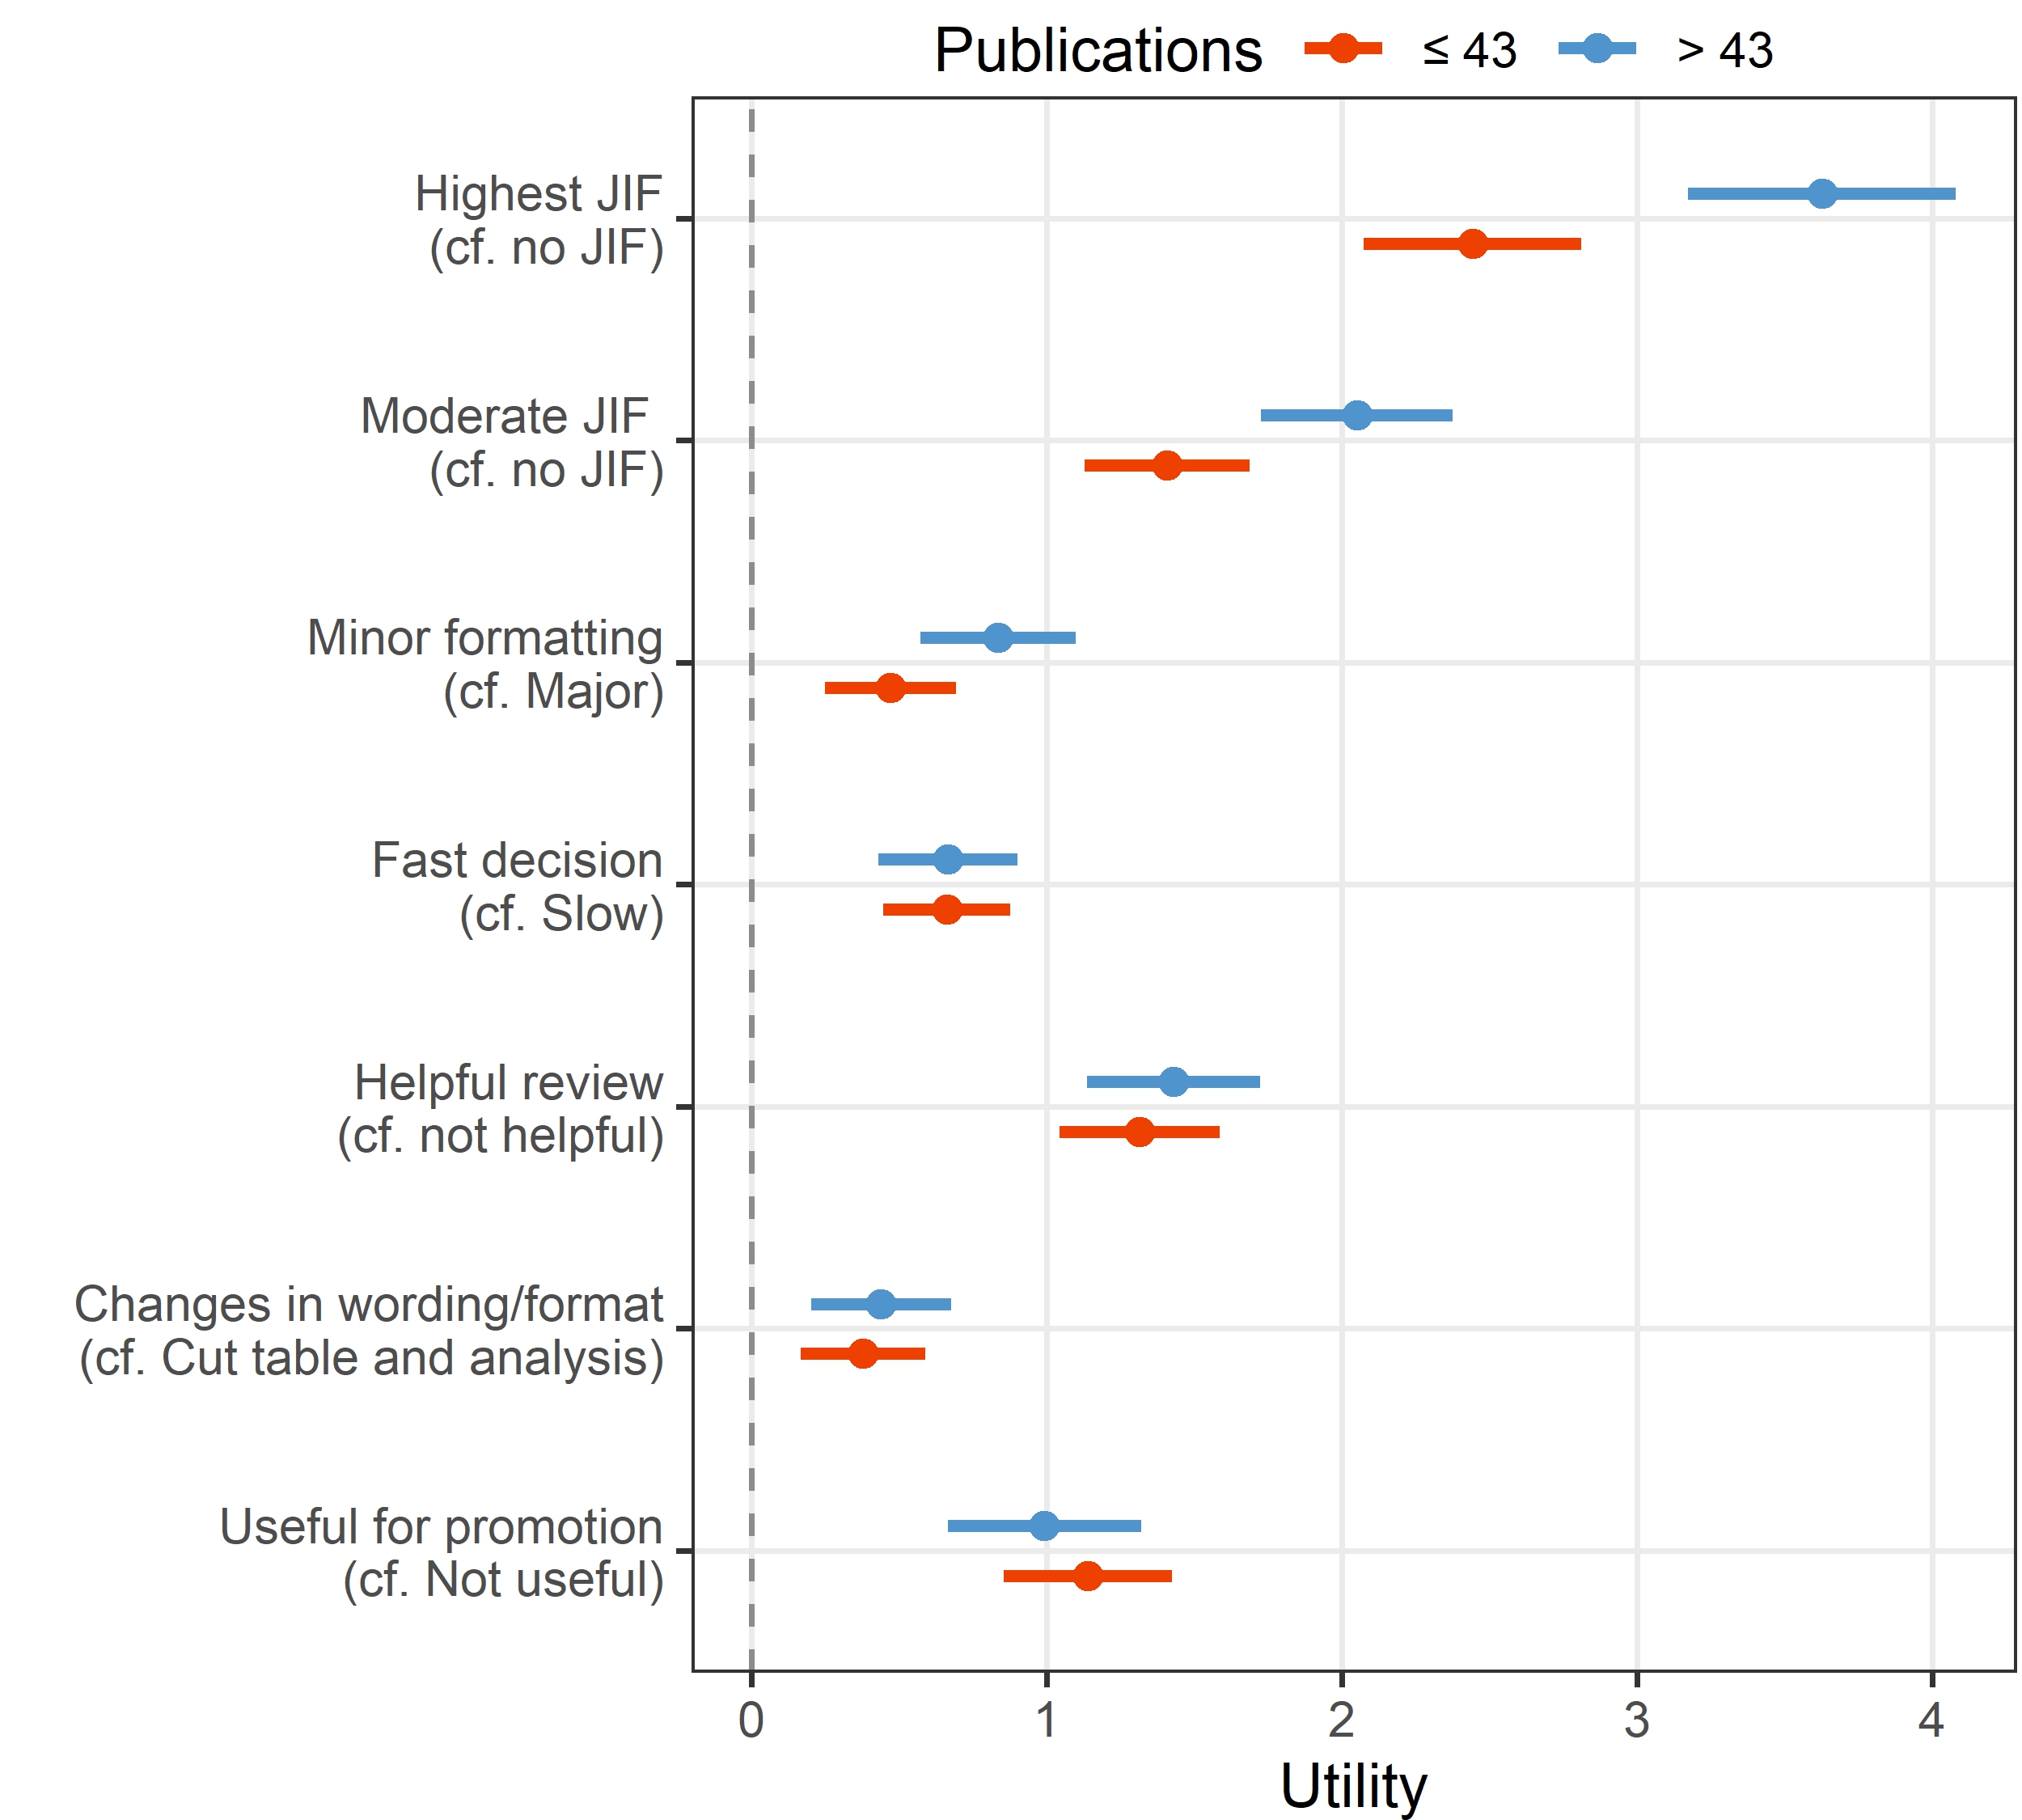 Publications ≤ 43 > 43
Highest JIF
(cf. no JIF)
Moderate JIF
(cf. no JIF)
Minor formatting
(cf. Major)
Fast decision
(cf. Slow)
Helpful review
(cf. not helpful)
Changes in wording/format
(cf. Cut table and analysis)
Useful for promotion
(cf. Not useful)
0 1 2 3 4
Utility